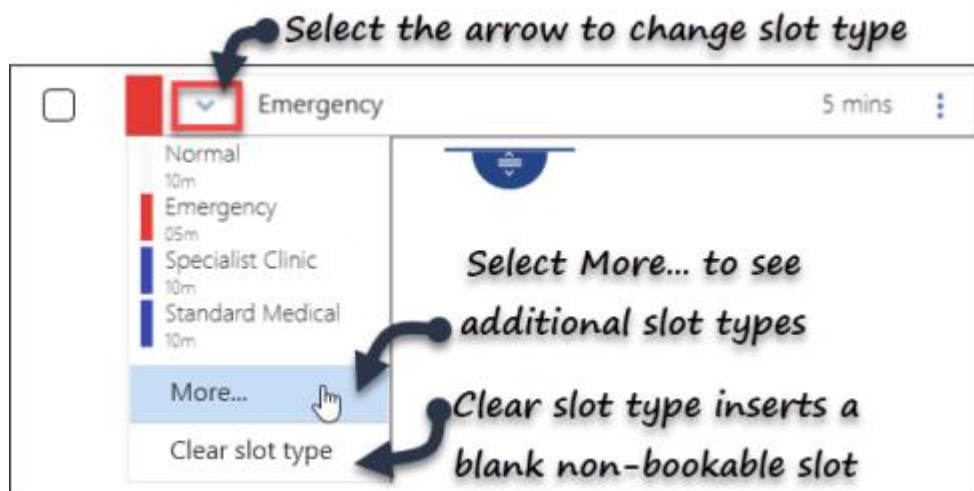 Select the arrow to change slot type
Emergency 5 mins
Normal
10m
Emergency
05m
Specialist Clinic
10m
Standard Medical
10m
Select More... to see
additional slot types
More...
Clear slot type
Clear slot type inserts a
blank non-bookable slot